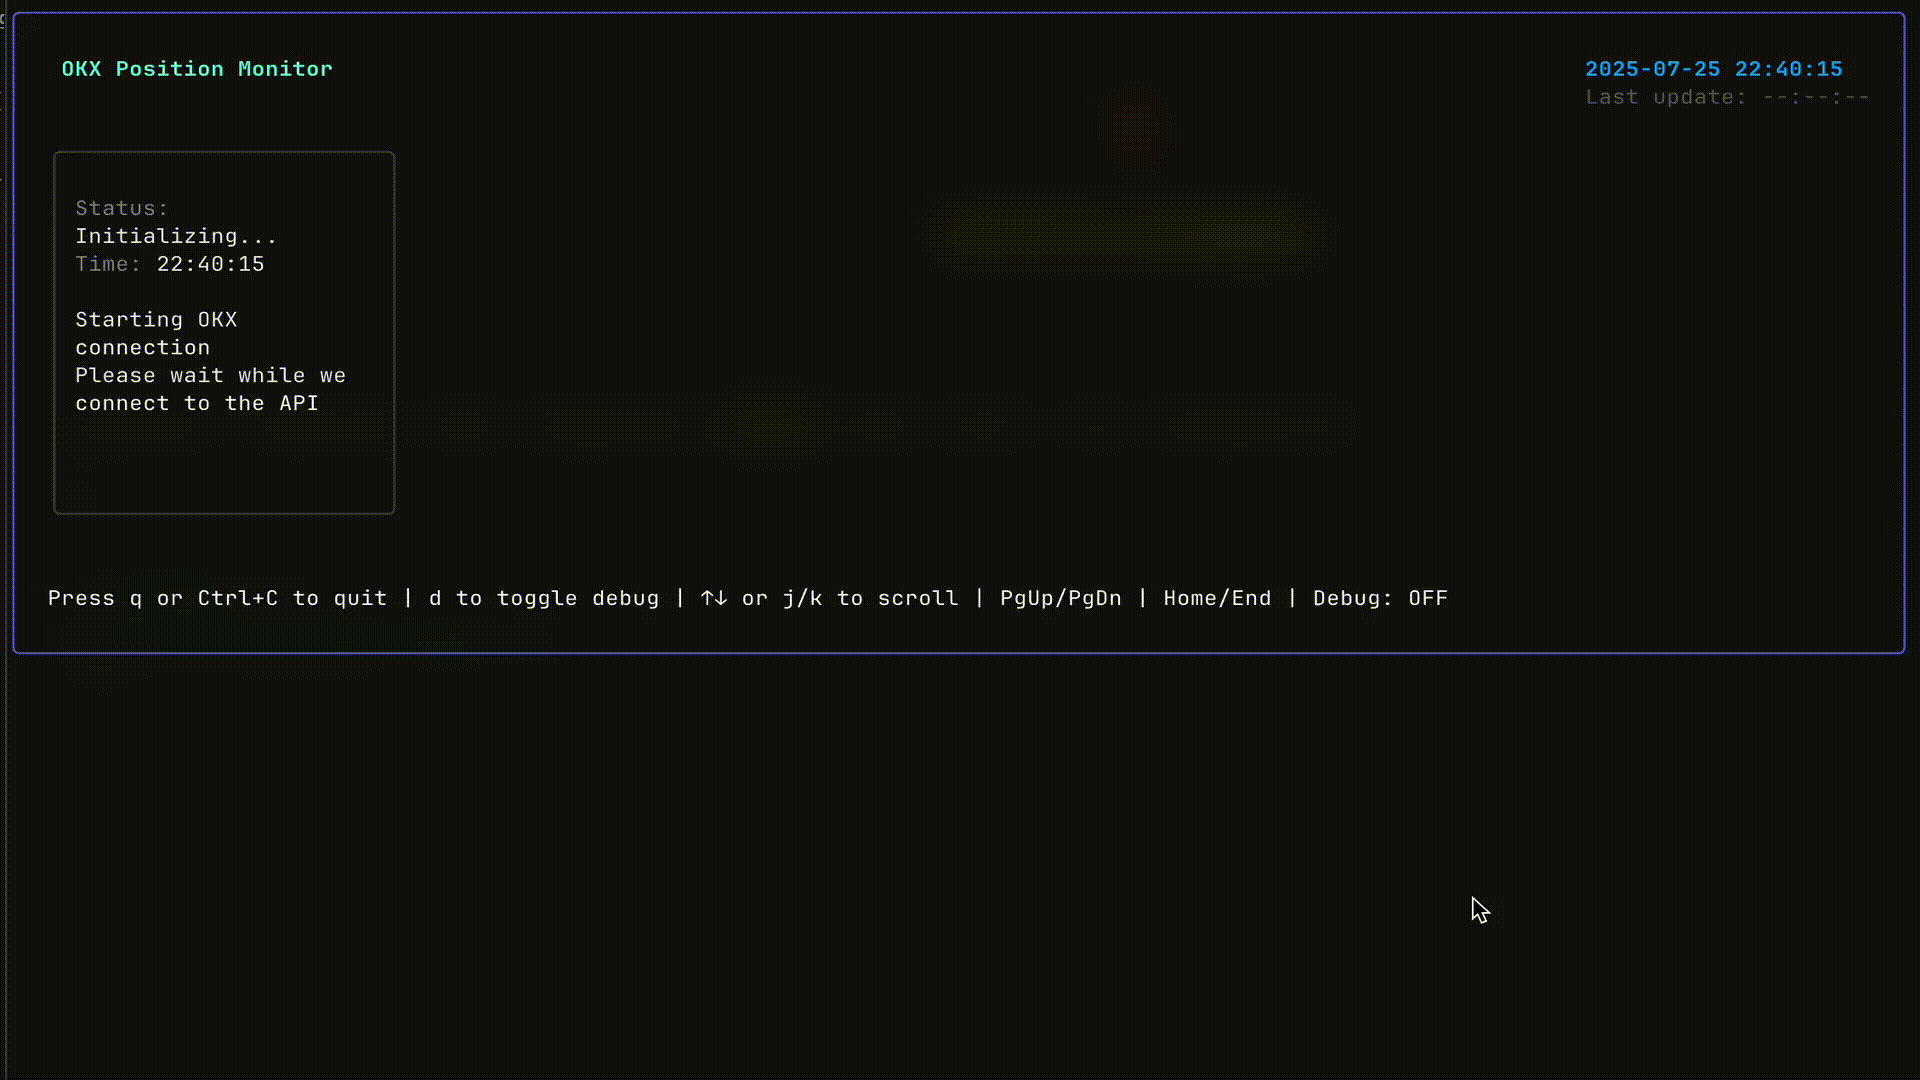 OKX Position Monitor
2025-07-25 22:40:15
Last update: --:--:--
Status:
Initializing...
Time: 22:40:15
Starting OKX
connection
Please wait while we
connect to the API
Press q or Ctrl+C to quit | d to toggle debug | ↑↓ or j/k to scroll | PgUp/PgDn | Home/End | Debug: OFF